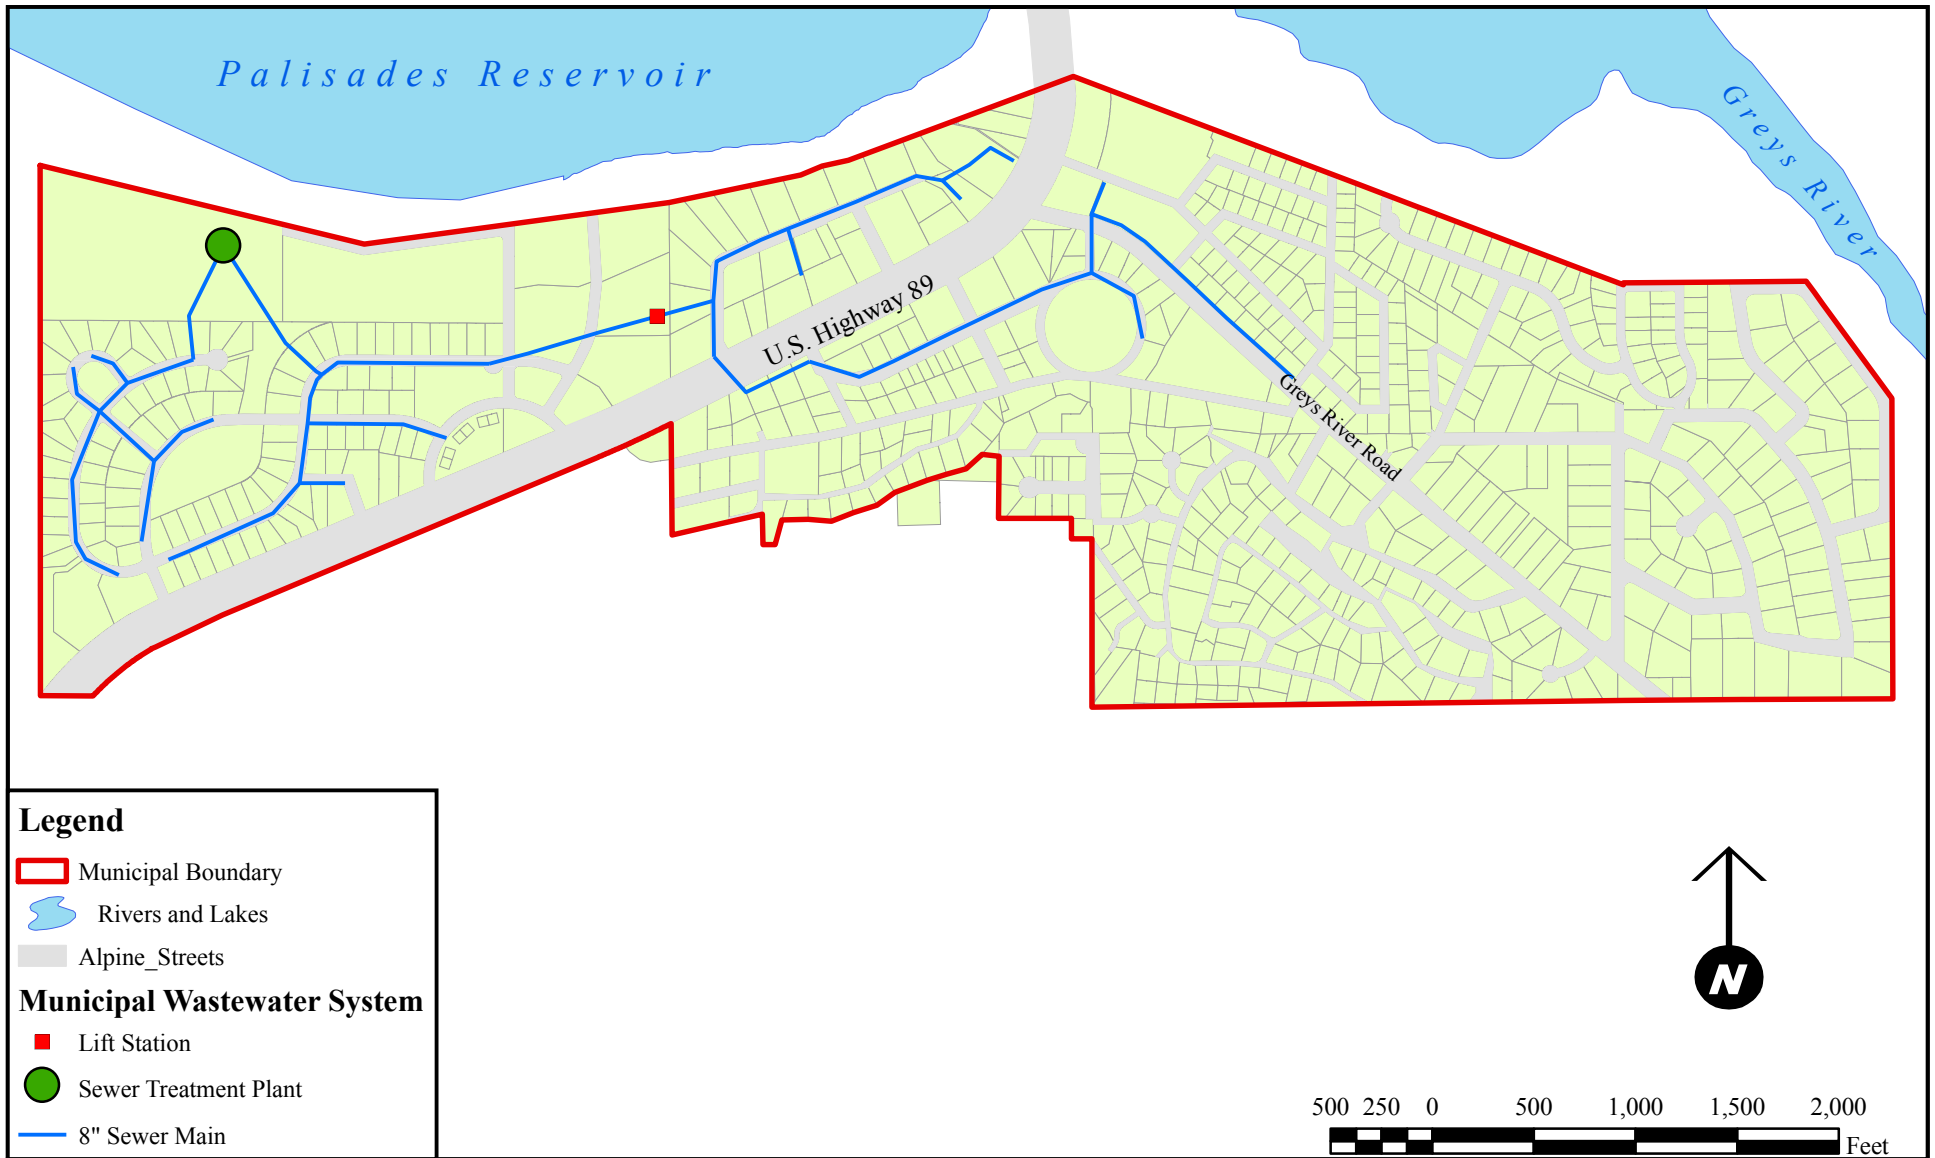 Palisades Reservoir
Greys River
U.S. Highway 89
Greys River Road
Legend
Municipal Boundary
Rivers and Lakes
Alpine_Streets
Municipal Wastewater System
Lift Station
Sewer Treatment Plant
8" Sewer Main
N
500 250 0 500 1,000 1,500 2,000
Feet